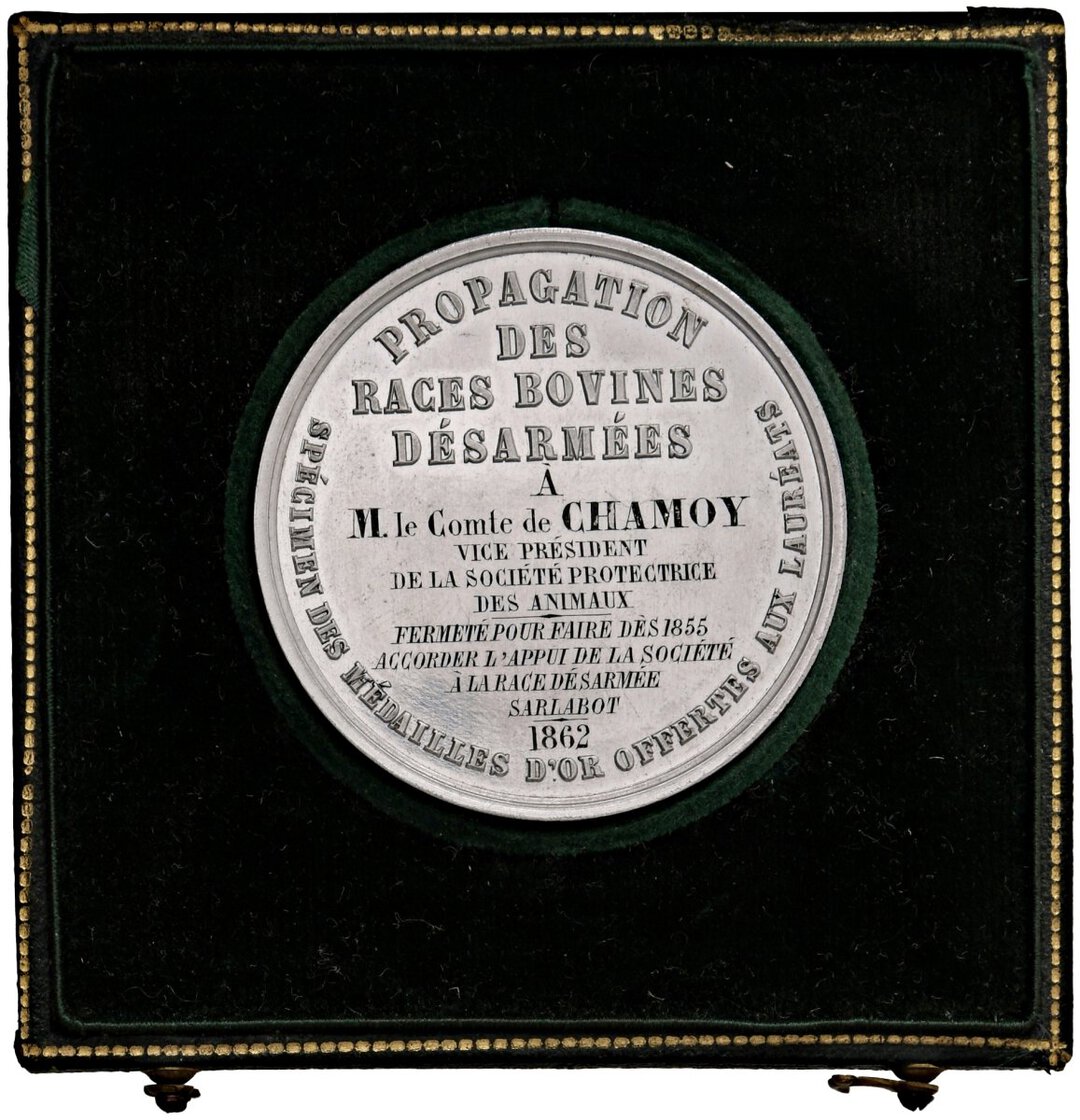 PROPAGATION
DES
RACES BOVINES
DÉSARMÉES
À
M. le Comte de CHAMOY
VICE PRÉSIDENT
DE LA SOCIÉTÉ PROTECTRICE
DES ANIMAUX
FERMETÉ POUR FAIRE DÈS 1855
ACCORDER L'APPUI DE LA SOCIÉTÉ
À LA RACE DÉSARMÉE
SARLABOT
1862
SPÉCIMEN DES MÉDAILLES D'OR OFFERTES AUX LAURÉATS